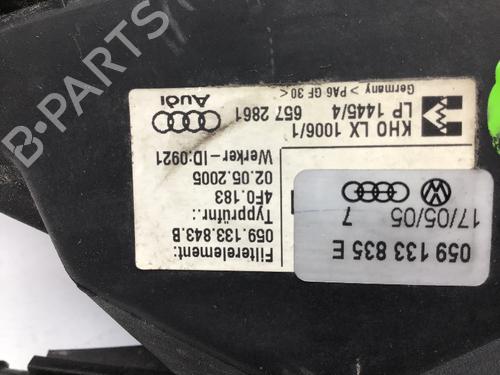 KHO LX 1006/1
LP 1445/4
657 2861
Germany > PA6 GF 30 <
Audi
Filterelement:
059.133.843.B
Typprüfnr.:
4F0.183
02.05.2005
Werker-ID:0921
059 133 835 E
17/05/05 7
B-PARTS